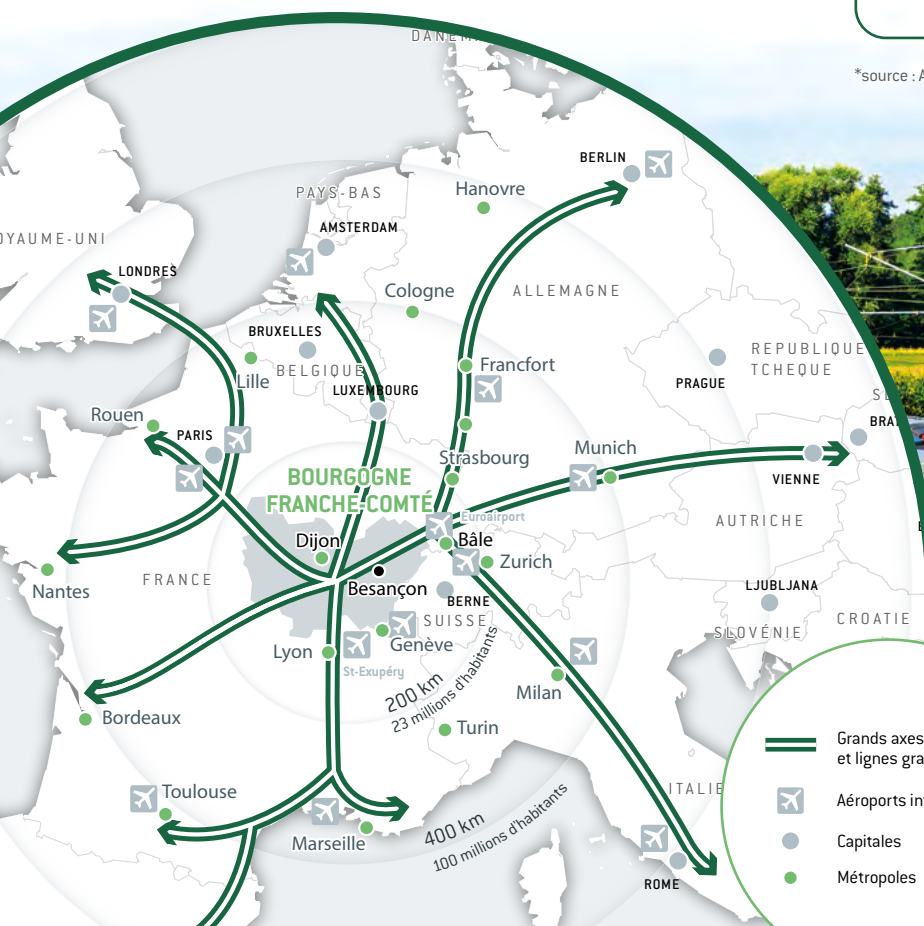 DANEM
*source : A
BERLIN
Hanovre
PAYS-BAS
AMSTERDAM
OYAUME-UNI
LONDRES
Cologne
ALLEMAGNE
BRUXELLES
BELGIQUE
Lille
LUXEMBOURG
Francfort
REPUBLIQUE
TCHEQUE
PRAGUE
Rouen
PARIS
BRA
Strasbourg
Munich
VIENNE
BOURGOGNE
FRANCHE-COMTÉ
Euroairport
AUTRICHE
Dijon
Bâle
Zurich
Besançon
BERNE
FRANCE
Nantes
LJUBLJANA
SUISSE
CROATIE
SLOVÉNIE
Lyon
Genève
St-Exupéry
200 km
23 millions d'habitants
Milan
Bordeaux
Turin
Grands axes
et lignes gra
ITALIE
Toulouse
Aéroports in
400 km
100 millions d'habitants
Marseille
Capitales
Métropoles
ROME